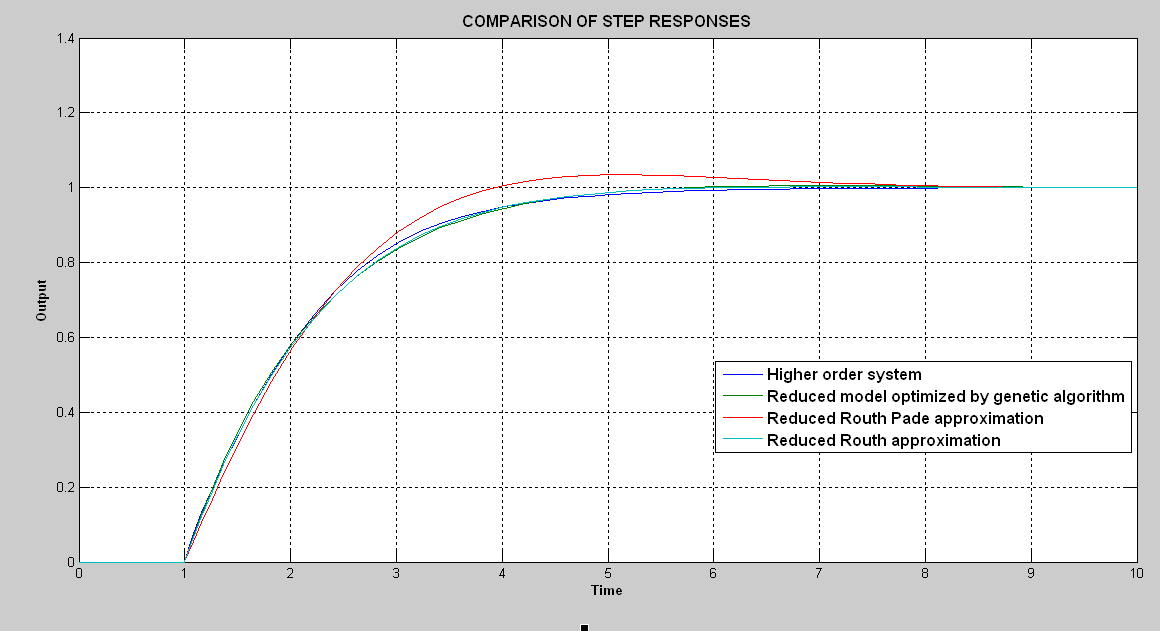 COMPARISON OF STEP RESPONSES
1.4
1.2
1
0.8
0.6
0.4
0.2
0
Output
Higher order system
Reduced model optimized by genetic algorithm
Reduced Routh Pade approximation
Reduced Routh approximation
0 1 2 3 4 5 6 7 8 9 10
Time